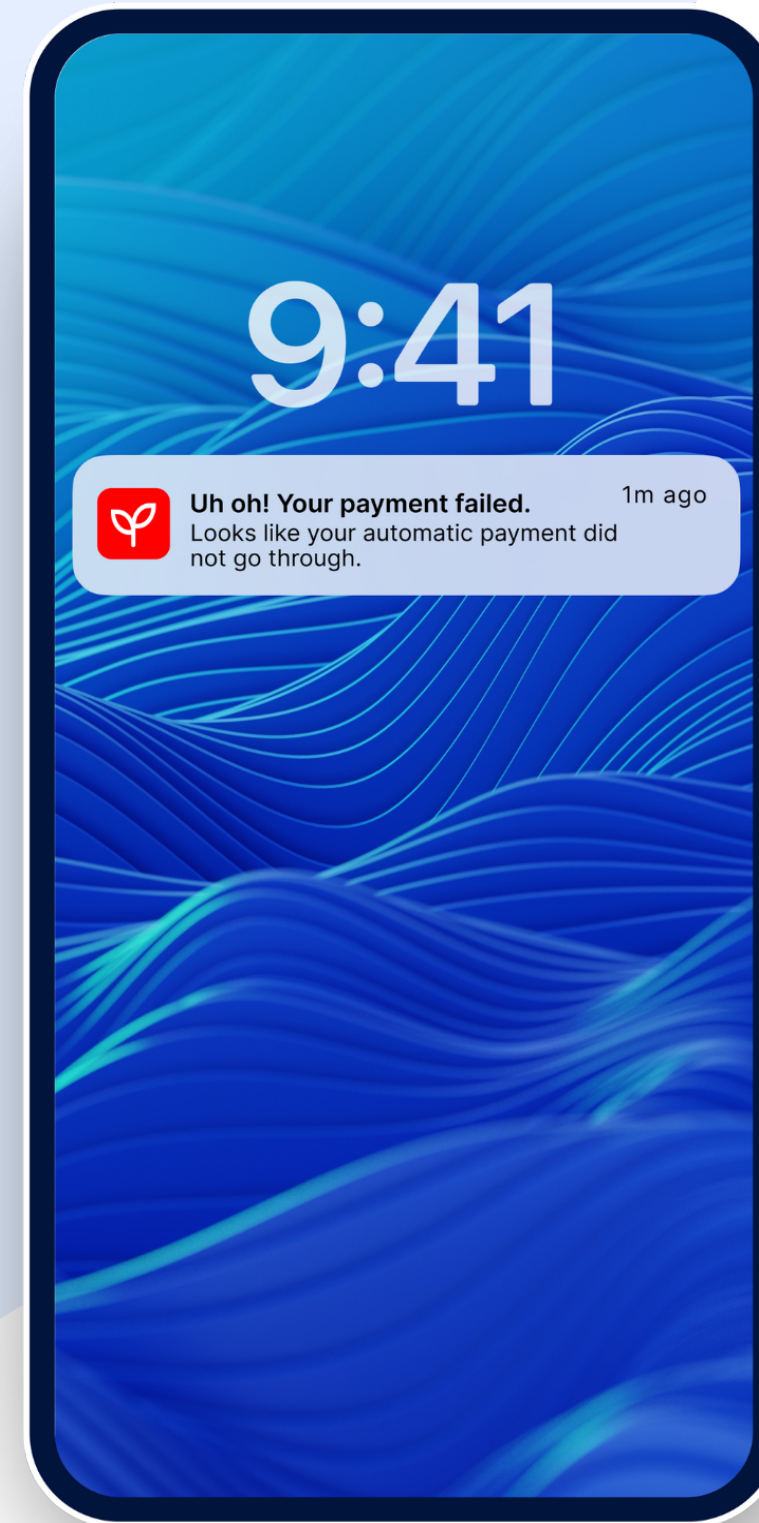 9:41
Uh oh! Your payment failed.
1m ago
Looks like your automatic payment did
not go through.